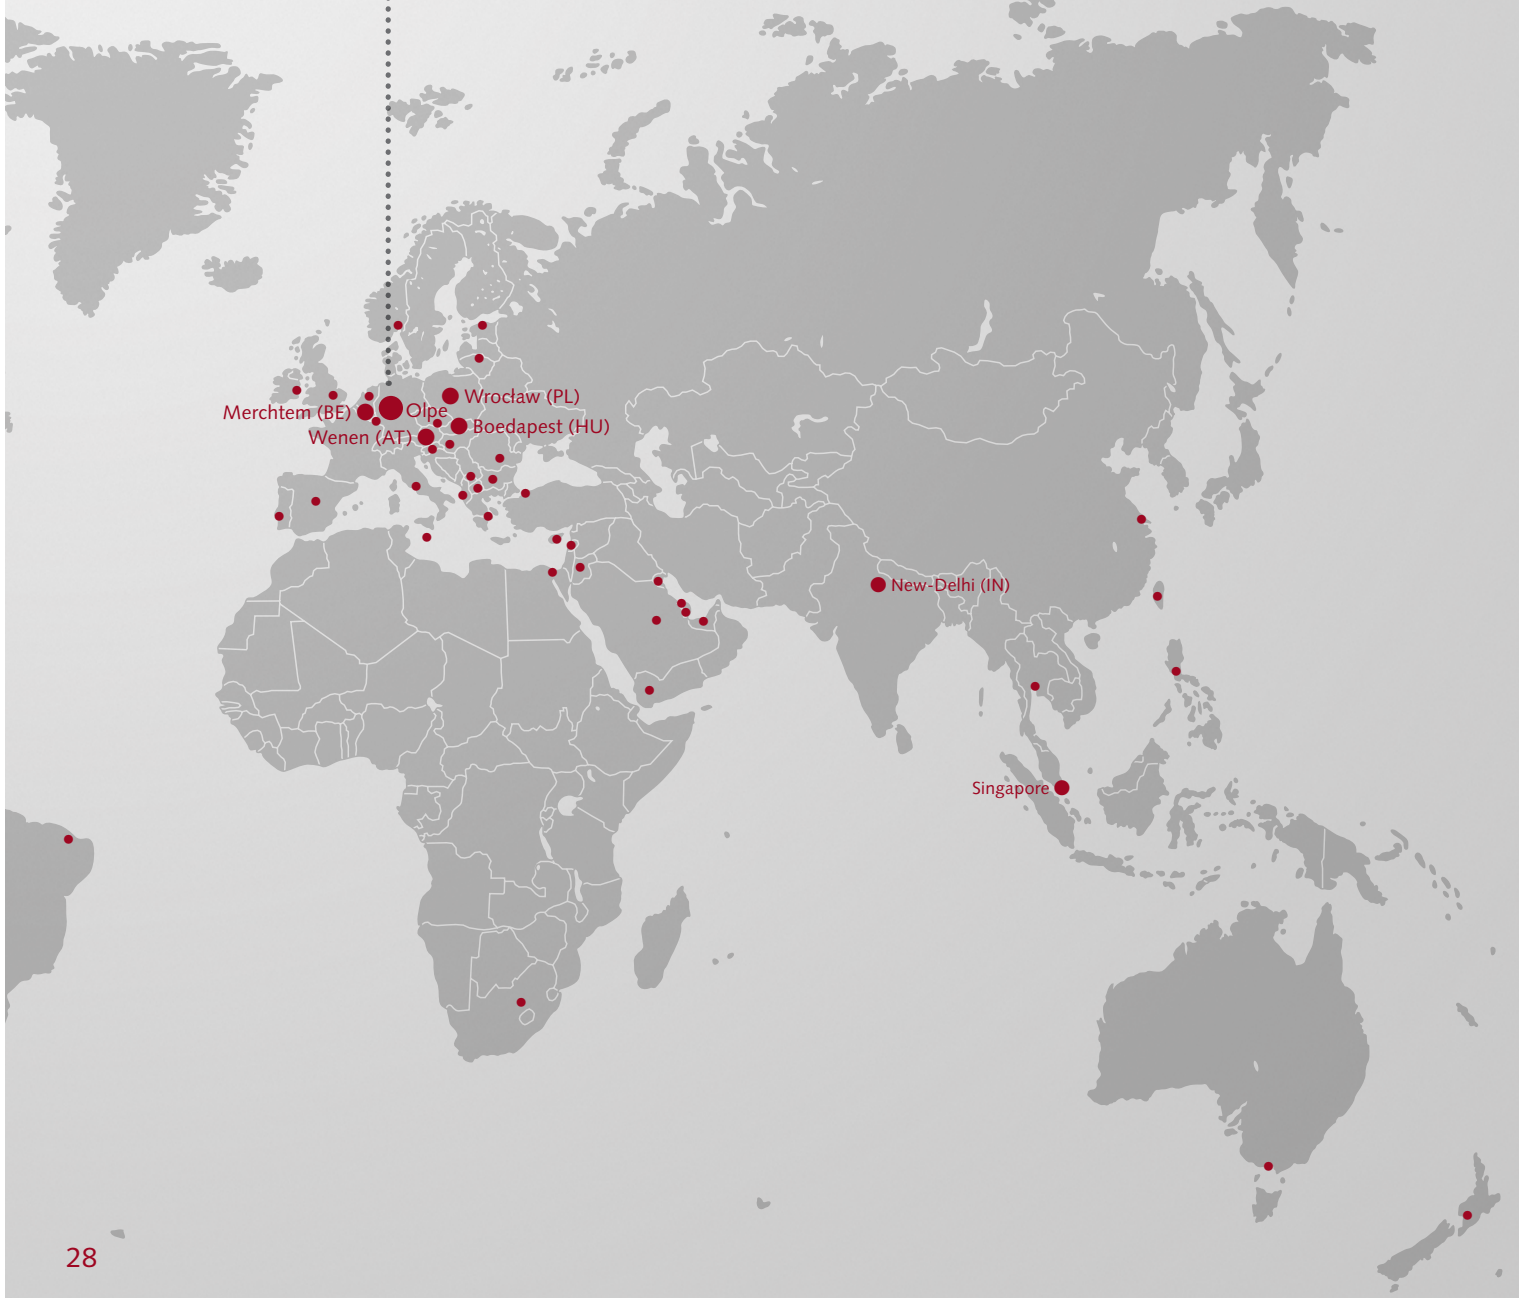 Wrocław (PL)
Merchtem (BE)
Olpe
Boedapest (HU)
Wenen (AT)
New-Delhi (IN)
Singapore
28